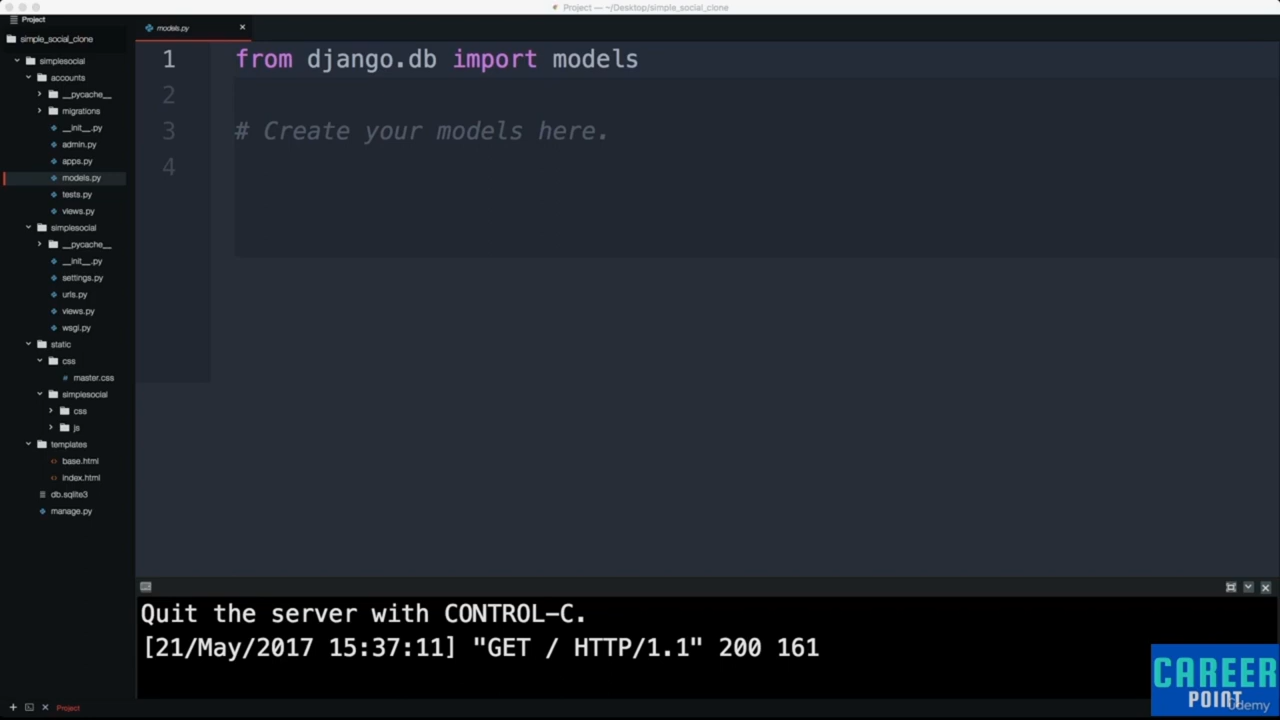 Project — ~/Desktop/simple_social_clone
Project
simple_social_clone
simplesocial
accounts
__pycache__
migrations
__init__.py
admin.py
apps.py
models.py
tests.py
views.py
simplesocial
__pycache__
__init__.py
settings.py
urls.py
views.py
wsgi.py
static
css
master.css
simplesocial
css
js
templates
base.html
index.html
db.sqlite3
manage.py
models.py
1 from django.db import models
2
3 # Create your models here.
4
Quit the server with CONTROL-C.
[21/May/2017 15:37:11] "GET / HTTP/1.1" 200 161
Project
CAREER
POINT
Udemy